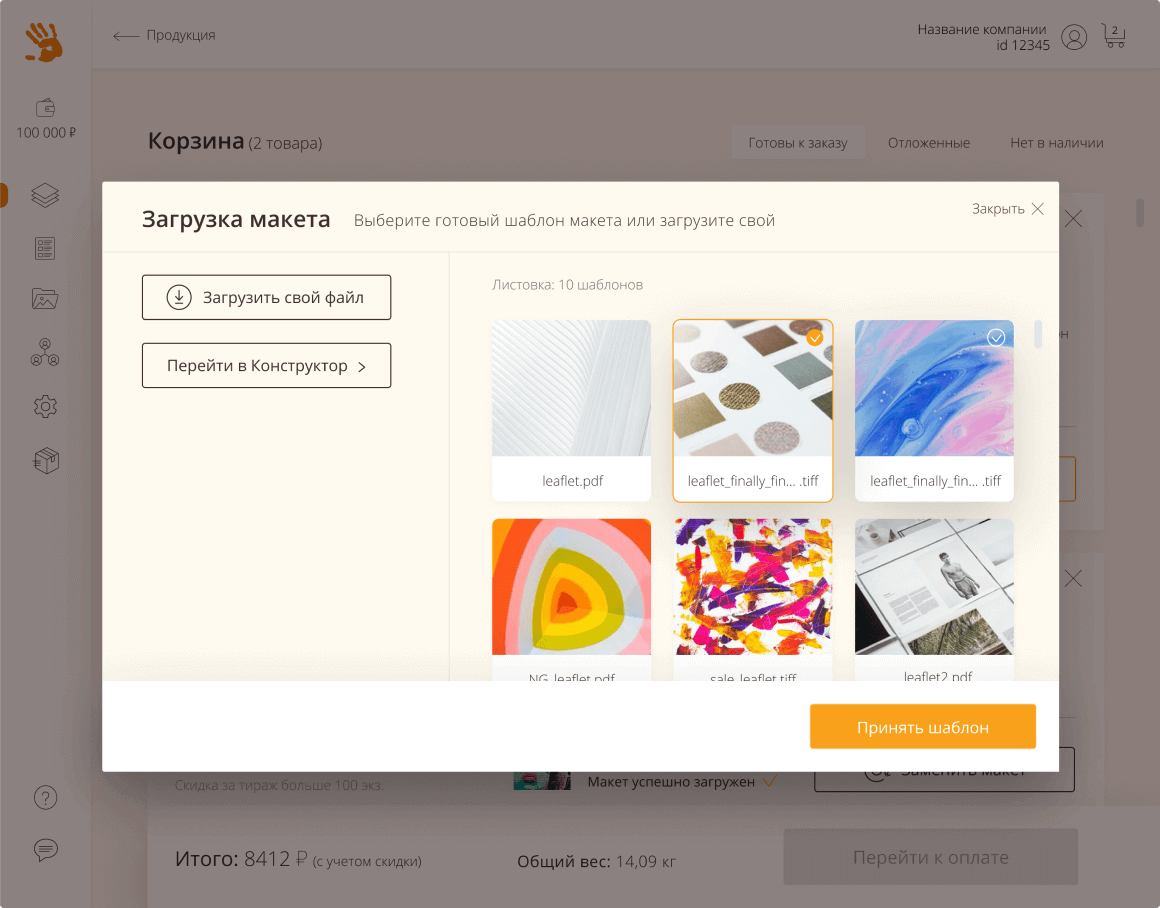 Продукция
Название компании
id 12345
2
100 000 ₽
Корзина (2 товара)
Готовы к заказу
Отложенные
Нет в наличии
Загрузка макета
Выберите готовый шаблон макета или загрузите свой
Закрыть
Загрузить свой файл
Перейти в Конструктор
Листовка: 10 шаблонов
leaflet.pdf
leaflet_finally_fin... .tiff
leaflet_finally_fin... .tiff
NG_leaflet.pdf
sale_leaflet.tiff
leaflet2.pdf
Принять шаблон
Скидка за тираж больше 100 экз.
Макет успешно загружен
Заменить макет
Итого: 8412 ₽ (с учетом скидки)
Общий вес: 14,09 кг
Перейти к оплате